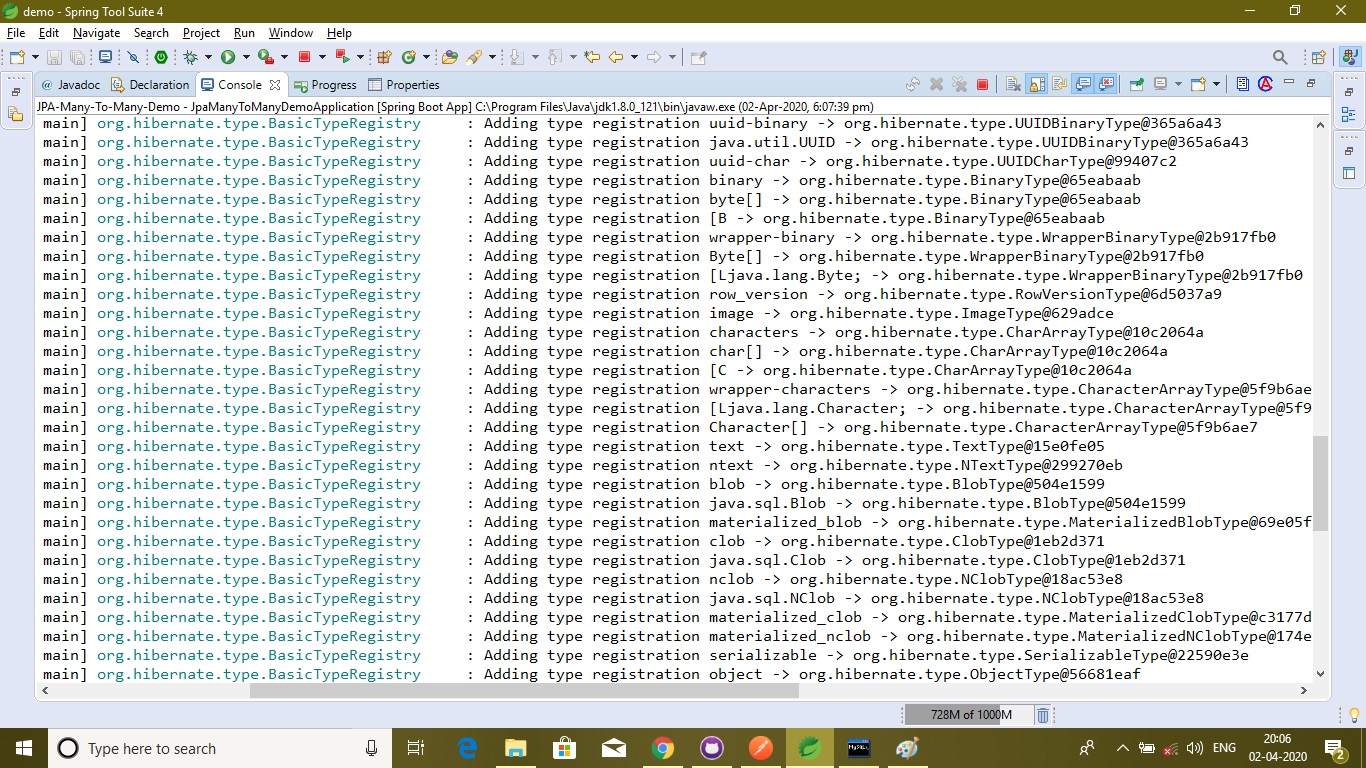 demo - Spring Tool Suite 4
File Edit Navigate Search Project Run Window Help
@ Javadoc Declaration Console Progress Properties
JPA-Many-To-Many-Demo - JpaManyToManyDemoApplication [Spring Boot App] C:\Program Files\Java\jdk1.8.0_121\bin\javaw.exe (02-Apr-2020, 6:07:39 pm)
main] org.hibernate.type.BasicTypeRegistry : Adding type registration uuid-binary -> org.hibernate.type.UUIDBinaryType@365a6a43
main] org.hibernate.type.BasicTypeRegistry : Adding type registration java.util.UUID -> org.hibernate.type.UUIDBinaryType@365a6a43
main] org.hibernate.type.BasicTypeRegistry : Adding type registration uuid-char -> org.hibernate.type.UUIDCharType@99407c2
main] org.hibernate.type.BasicTypeRegistry : Adding type registration binary -> org.hibernate.type.BinaryType@65eabaab
main] org.hibernate.type.BasicTypeRegistry : Adding type registration byte[] -> org.hibernate.type.BinaryType@65eabaab
main] org.hibernate.type.BasicTypeRegistry : Adding type registration [B -> org.hibernate.type.BinaryType@65eabaab
main] org.hibernate.type.BasicTypeRegistry : Adding type registration wrapper-binary -> org.hibernate.type.WrapperBinaryType@2b917fb0
main] org.hibernate.type.BasicTypeRegistry : Adding type registration Byte[] -> org.hibernate.type.WrapperBinaryType@2b917fb0
main] org.hibernate.type.BasicTypeRegistry : Adding type registration [Ljava.lang.Byte; -> org.hibernate.type.WrapperBinaryType@2b917fb0
main] org.hibernate.type.BasicTypeRegistry : Adding type registration row_version -> org.hibernate.type.RowVersionType@6d5037a9
main] org.hibernate.type.BasicTypeRegistry : Adding type registration image -> org.hibernate.type.ImageType@629adce
main] org.hibernate.type.BasicTypeRegistry : Adding type registration characters -> org.hibernate.type.CharArrayType@10c2064a
main] org.hibernate.type.BasicTypeRegistry : Adding type registration char[] -> org.hibernate.type.CharArrayType@10c2064a
main] org.hibernate.type.BasicTypeRegistry : Adding type registration [C -> org.hibernate.type.CharArrayType@10c2064a
main] org.hibernate.type.BasicTypeRegistry : Adding type registration wrapper-characters -> org.hibernate.type.CharacterArrayType@5f9b6ae
main] org.hibernate.type.BasicTypeRegistry : Adding type registration [Ljava.lang.Character; -> org.hibernate.type.CharacterArrayType@5f9
main] org.hibernate.type.BasicTypeRegistry : Adding type registration Character[] -> org.hibernate.type.CharacterArrayType@5f9b6ae7
main] org.hibernate.type.BasicTypeRegistry : Adding type registration text -> org.hibernate.type.TextType@15e0fe05
main] org.hibernate.type.BasicTypeRegistry : Adding type registration ntext -> org.hibernate.type.NTextType@299270eb
main] org.hibernate.type.BasicTypeRegistry : Adding type registration blob -> org.hibernate.type.BlobType@504e1599
main] org.hibernate.type.BasicTypeRegistry : Adding type registration java.sql.Blob -> org.hibernate.type.BlobType@504e1599
main] org.hibernate.type.BasicTypeRegistry : Adding type registration materialized_blob -> org.hibernate.type.MaterializedBlobType@69e05f
main] org.hibernate.type.BasicTypeRegistry : Adding type registration clob -> org.hibernate.type.ClobType@1eb2d371
main] org.hibernate.type.BasicTypeRegistry : Adding type registration java.sql.Clob -> org.hibernate.type.ClobType@1eb2d371
main] org.hibernate.type.BasicTypeRegistry : Adding type registration nclob -> org.hibernate.type.NClobType@18ac53e8
main] org.hibernate.type.BasicTypeRegistry : Adding type registration java.sql.NClob -> org.hibernate.type.NClobType@18ac53e8
main] org.hibernate.type.BasicTypeRegistry : Adding type registration materialized_clob -> org.hibernate.type.MaterializedClobType@c3177d
main] org.hibernate.type.BasicTypeRegistry : Adding type registration materialized_nclob -> org.hibernate.type.MaterializedNClobType@174e
main] org.hibernate.type.BasicTypeRegistry : Adding type registration serializable -> org.hibernate.type.SerializableType@22590e3e
main] org.hibernate.type.BasicTypeRegistry : Adding type registration object -> org.hibernate.type.ObjectType@56681eaf
728M of 1000M
Type here to search
ENG
20:06
02-04-2020
2